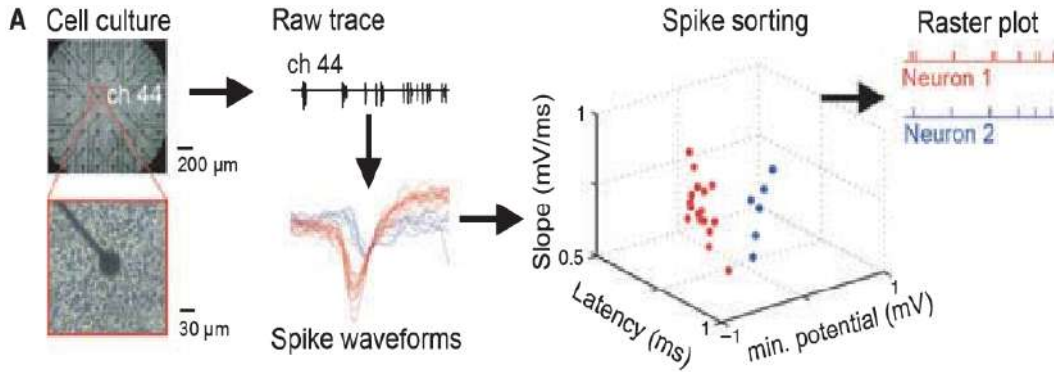 A
Cell culture
Raw trace
Spike sorting
Raster plot
ch 44
ch 44
Neuron 1
Neuron 2
200 µm
30 µm
Spike waveforms
Slope (mV/ms)
1
0.5
Latency (ms)
1
−1
min. potential (mV)
1